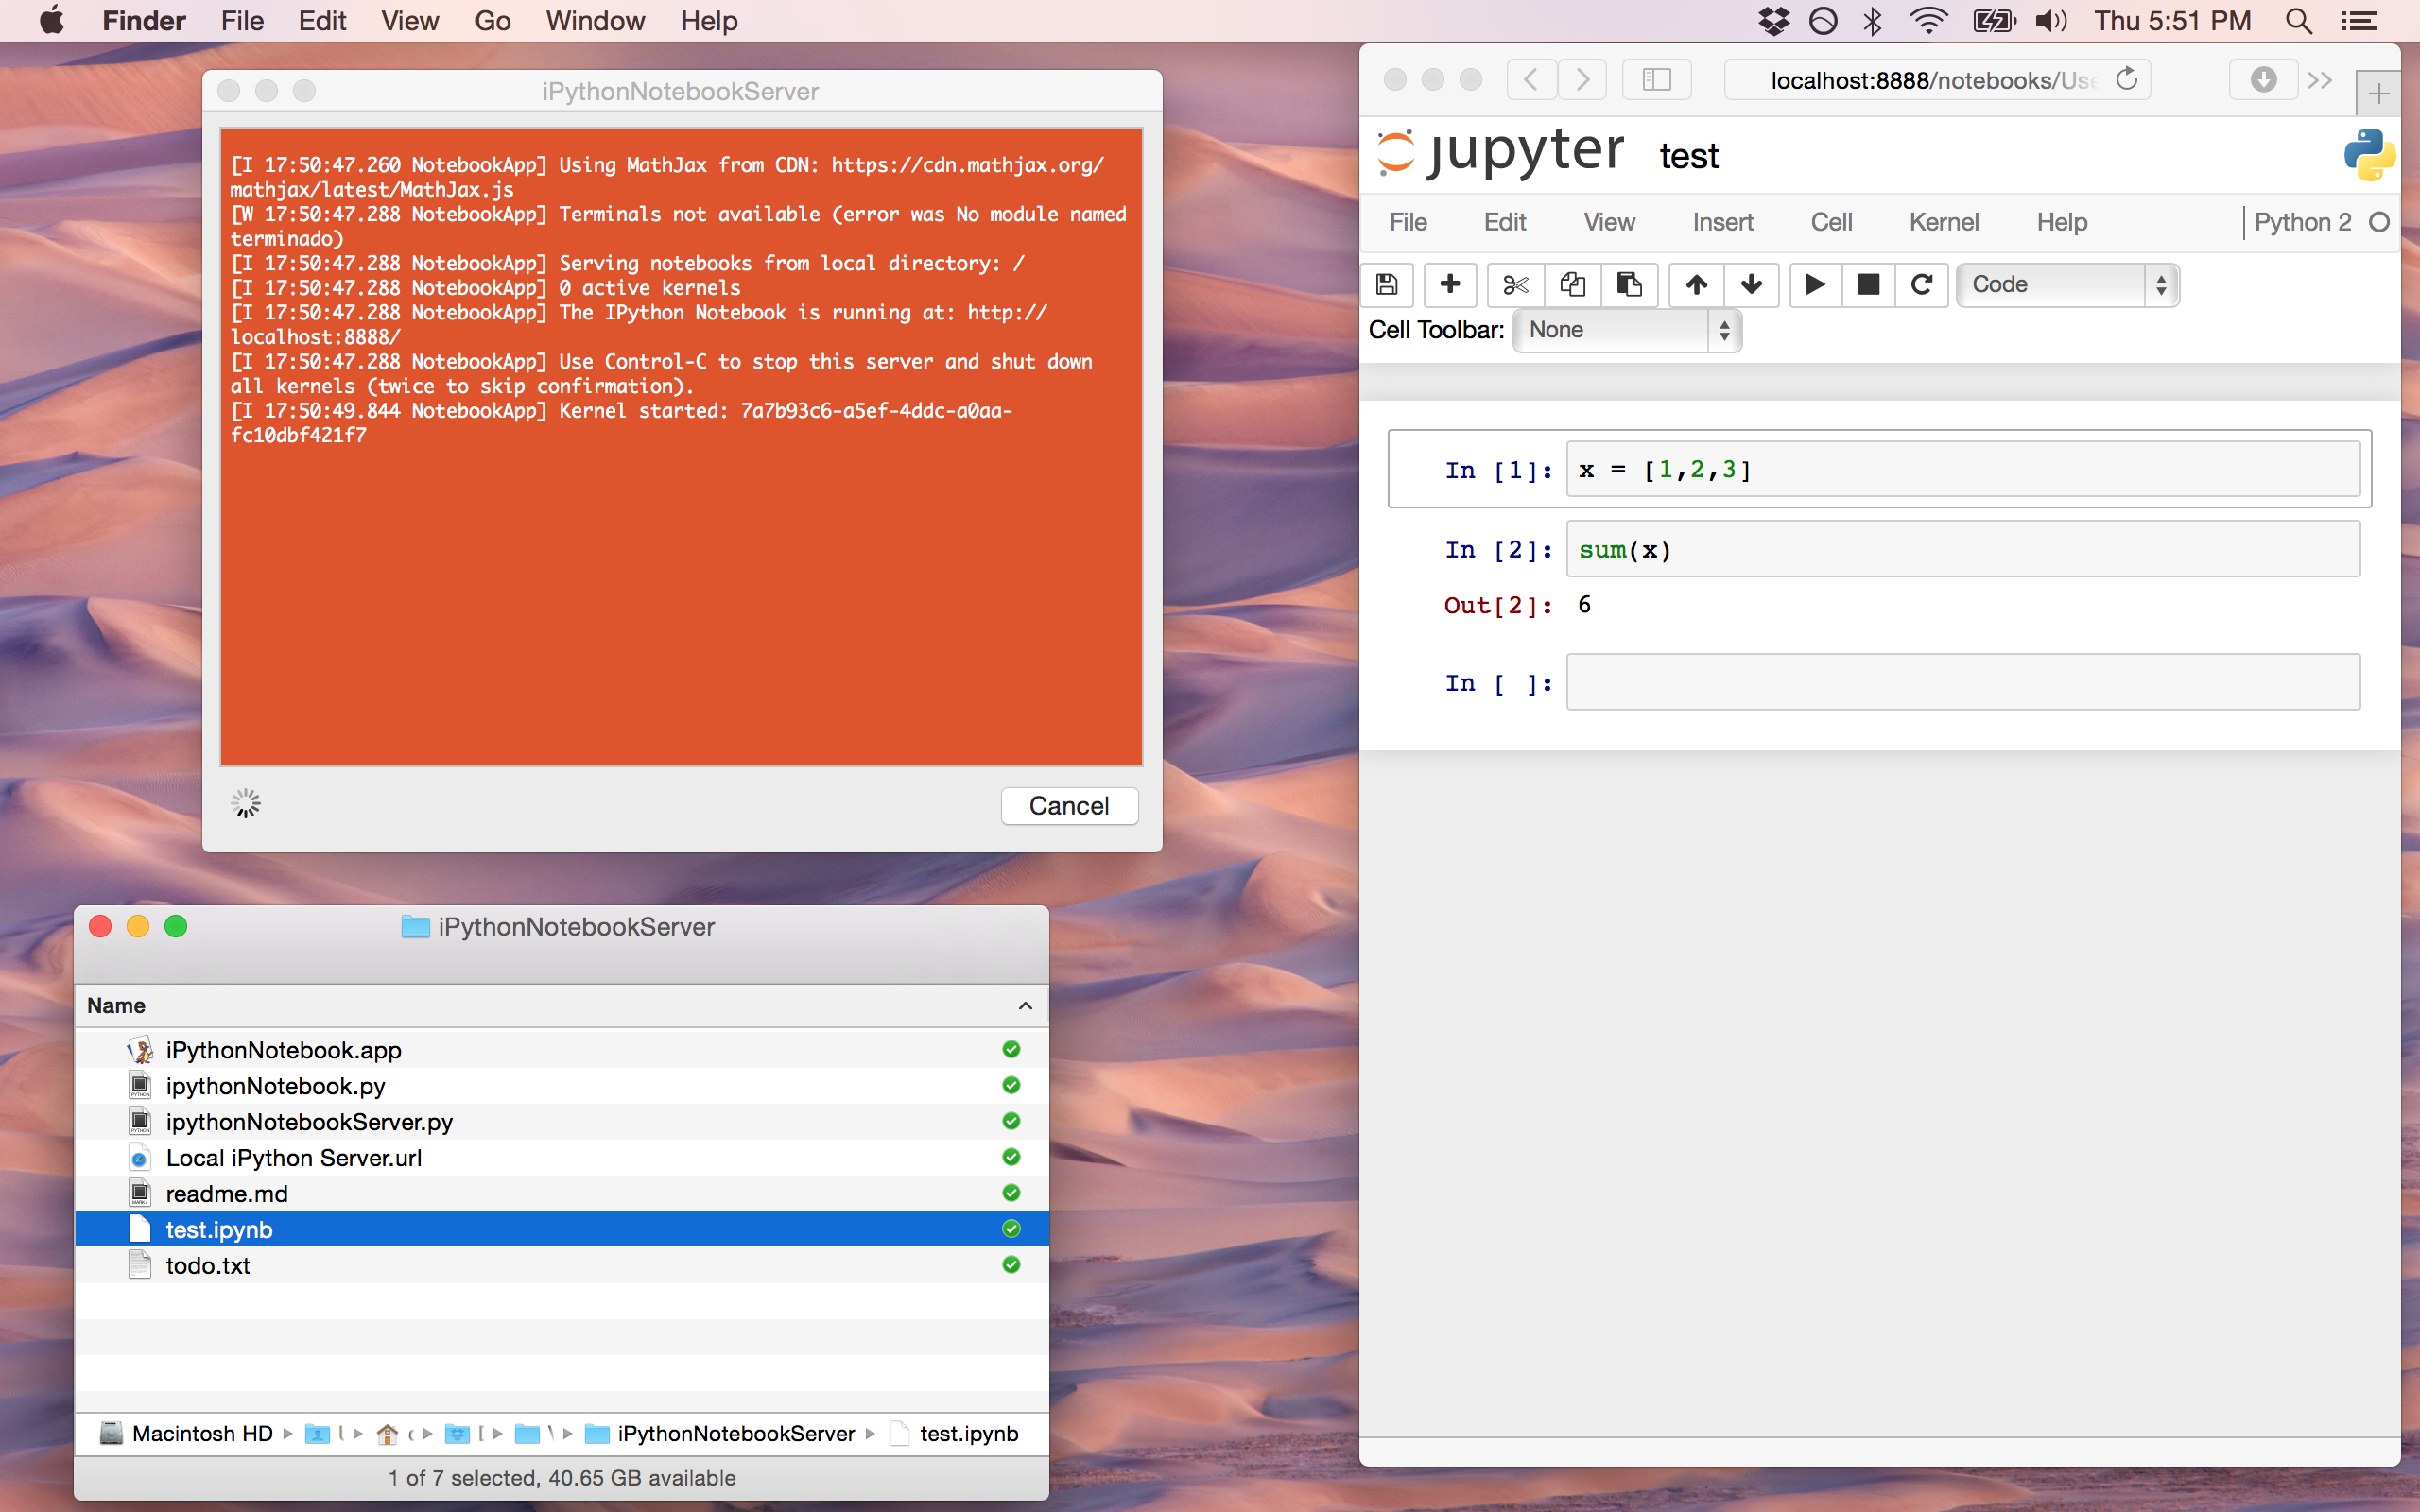 Finder File Edit View Go Window Help
Thu 5:51 PM
iPythonNotebookServer
[I 17:50:47.260 NotebookApp] Using MathJax from CDN: https://cdn.mathjax.org/
mathjax/latest/MathJax.js
[W 17:50:47.288 NotebookApp] Terminals not available (error was No module named
terminado)
[I 17:50:47.288 NotebookApp] Serving notebooks from local directory: /
[I 17:50:47.288 NotebookApp] 0 active kernels
[I 17:50:47.288 NotebookApp] The IPython Notebook is running at: http://
localhost:8888/
[I 17:50:47.288 NotebookApp] Use Control-C to stop this server and shut down
all kernels (twice to skip confirmation).
[I 17:50:49.844 NotebookApp] Kernel started: 7a7b93c6-a5ef-4ddc-a0aa-
fc10dbf421f7
Cancel
iPythonNotebookServer
Name
iPythonNotebook.app
ipythonNotebook.py
ipythonNotebookServer.py
Local iPython Server.url
readme.md
test.ipynb
todo.txt
Macintosh HD iPythonNotebookServer test.ipynb
1 of 7 selected, 40.65 GB available
localhost:8888/notebooks/Use
jupyter test
File Edit View Insert Cell Kernel Help Python 2
Code
Cell Toolbar: None
In [1]: x = [1,2,3]
In [2]: sum(x)
Out[2]: 6
In [ ]: